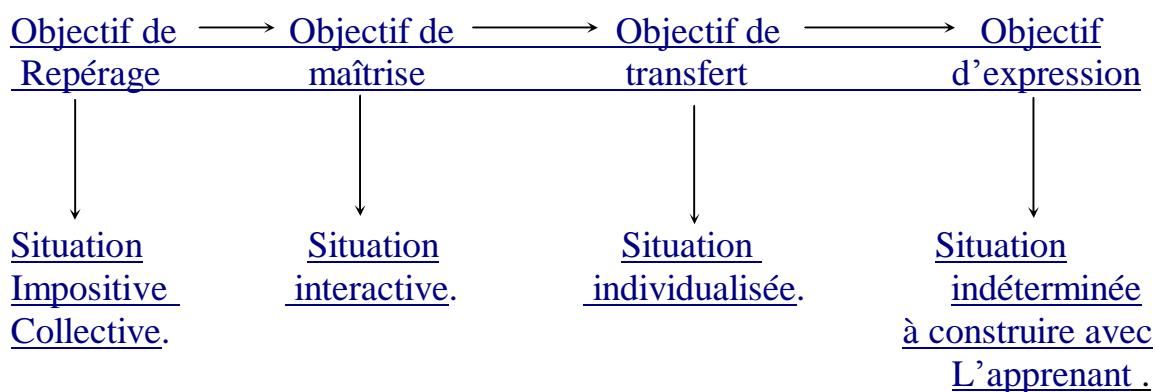 Objectif de Objectif de Objectif de Objectif
Repérage maîtrise transfert d’expression
Situation Situation Situation Situation
Impositive interactive. individualisée. indéterminée
Collective. à construire avec
L’apprenant .